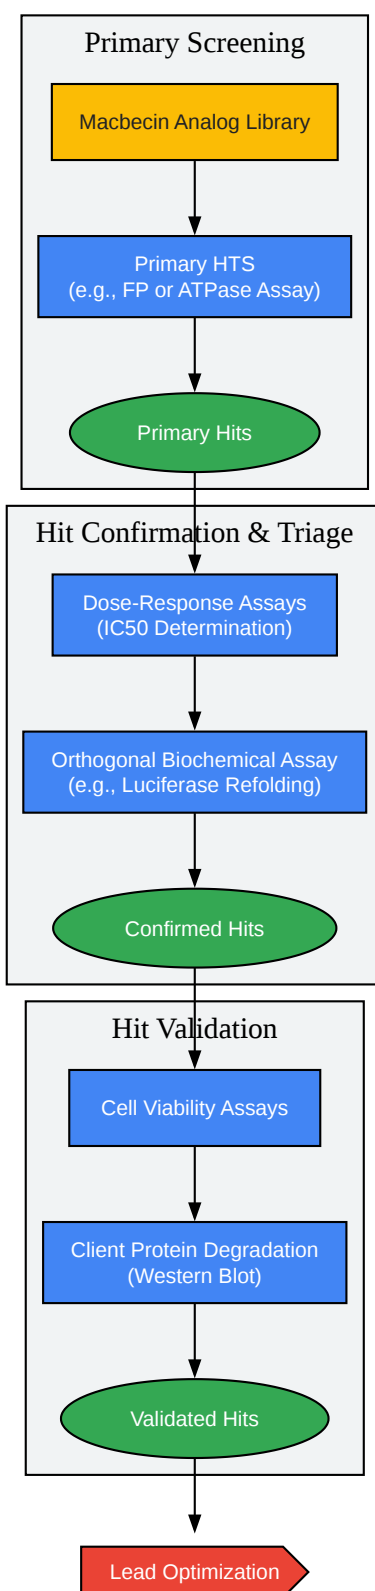 Primary Screening
Macbecin Analog Library
Primary HTS
(e.g., FP or ATPase Assay)
Primary Hits
Hit Confirmation & Triage
Dose-Response Assays
(IC50 Determination)
Orthogonal Biochemical Assay
(e.g., Luciferase Refolding)
Confirmed Hits
Hit Validation
Cell Viability Assays
Client Protein Degradation
(Western Blot)
Validated Hits
Lead Optimization